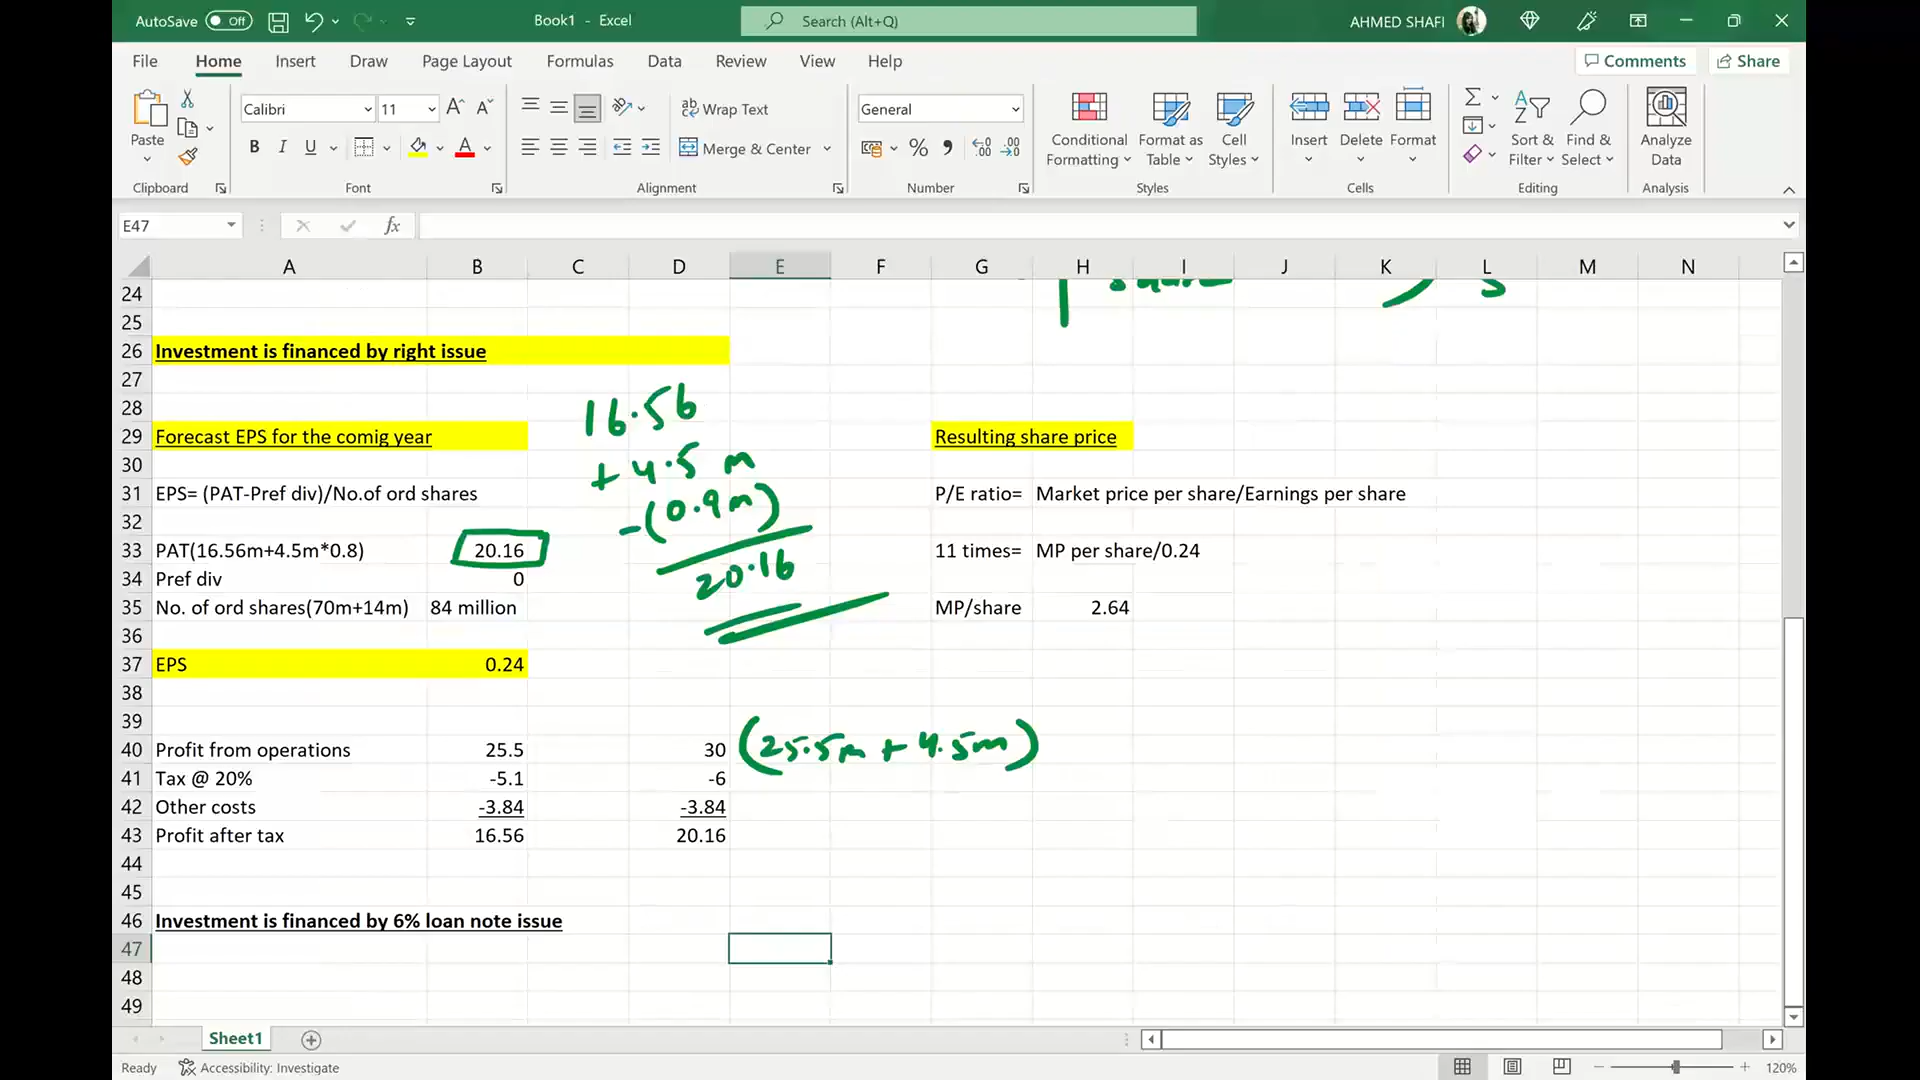 AutoSave Off Book1 - Excel Search (Alt+Q) AHMED SHAFI
File Home Insert Draw Page Layout Formulas Data Review View Help Comments Share
Paste Calibri 11 Wrap Text General Conditional Formatting Format as Table Cell Styles Insert Delete Format Sort & Filter Find & Select Analyze Data
B I U Merge & Center
Clipboard Font Alignment Number Styles Cells Editing Analysis
E47 fx
A B C D E F G H I J K L M N
24
25
26 Investment is financed by right issue
27
28 16.56
29 Forecast EPS for the comig year Resulting share price
30 + 4.5 m
31 EPS= (PAT-Pref div)/No.of ord shares P/E ratio= Market price per share/Earnings per share
32 -(0.9m)
33 PAT(16.56m+4.5m*0.8) 20.16 11 times= MP per share/0.24
34 Pref div 0 20.16
35 No. of ord shares(70m+14m) 84 million MP/share 2.64
36
37 EPS 0.24
38
39
40 Profit from operations 25.5 30 (25.5m + 4.5m)
41 Tax @ 20% -5.1 -6
42 Other costs -3.84 -3.84
43 Profit after tax 16.56 20.16
44
45
46 Investment is financed by 6% loan note issue
47
48
49
Sheet1
Ready Accessibility: Investigate 120%